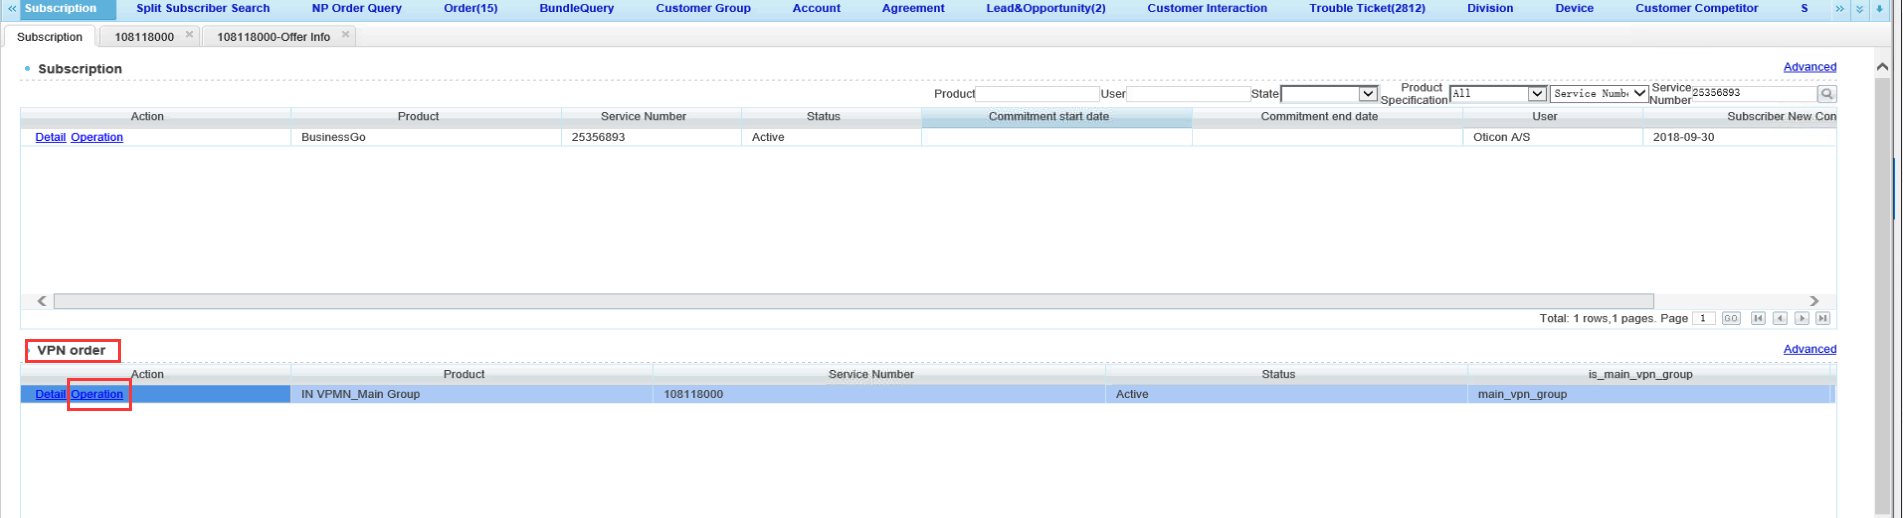 Subscription Split Subscriber Search NP Order Query Order(15) BundleQuery Customer Group Account Agreement Lead&Opportunity(2) Customer Interaction Trouble Ticket(2812) Division Device Customer Competitor S
Subscription 108118000 108118000-Offer Info
Subscription Advanced
Product User State Product Specification All Service Numb Service Number 25356893
Action Product Service Number Status Commitment start date Commitment end date User Subscriber New Con
Detail Operation BusinessGo 25356893 Active Oticon A/S 2018-09-30
Total: 1 rows,1 pages. Page 1 GO
VPN order Advanced
Action Product Service Number Status is_main_vpn_group
Detail Operation IN VPMN_Main Group 108118000 Active main_vpn_group